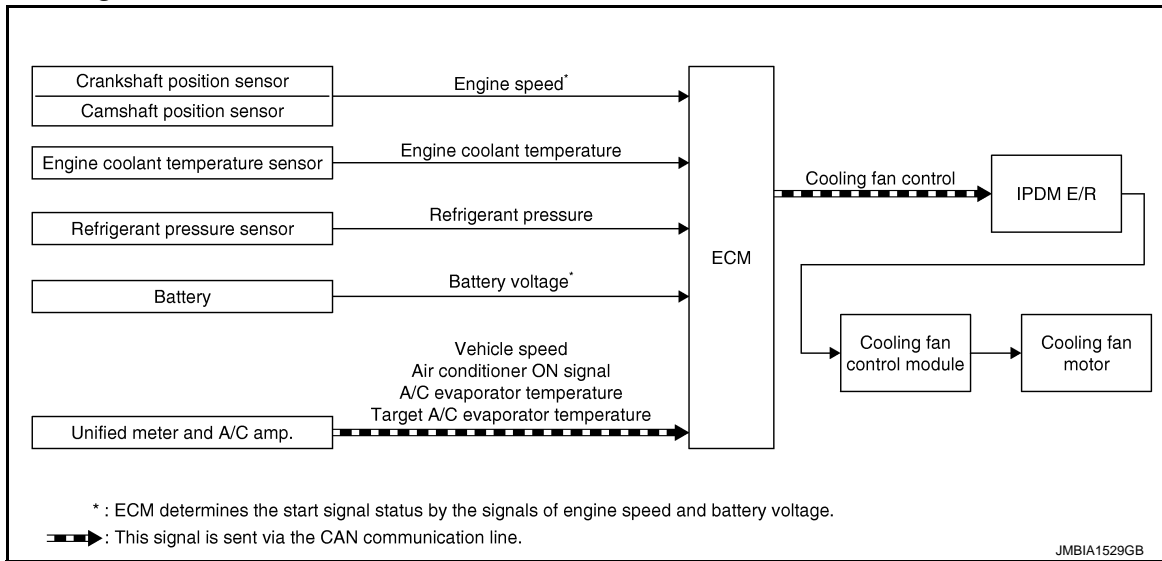 Crankshaft position sensor
Camshaft position sensor
Engine speed*
Engine coolant temperature sensor
Engine coolant temperature
Refrigerant pressure sensor
Refrigerant pressure
Battery
Battery voltage*
Unified meter and A/C amp.
Vehicle speed
Air conditioner ON signal
A/C evaporator temperature
Target A/C evaporator temperature
ECM
Cooling fan control
IPDM E/R
Cooling fan
control module
Cooling fan
motor
* : ECM determines the start signal status by the signals of engine speed and battery voltage.
: This signal is sent via the CAN communication line.
JMBIA1529GB